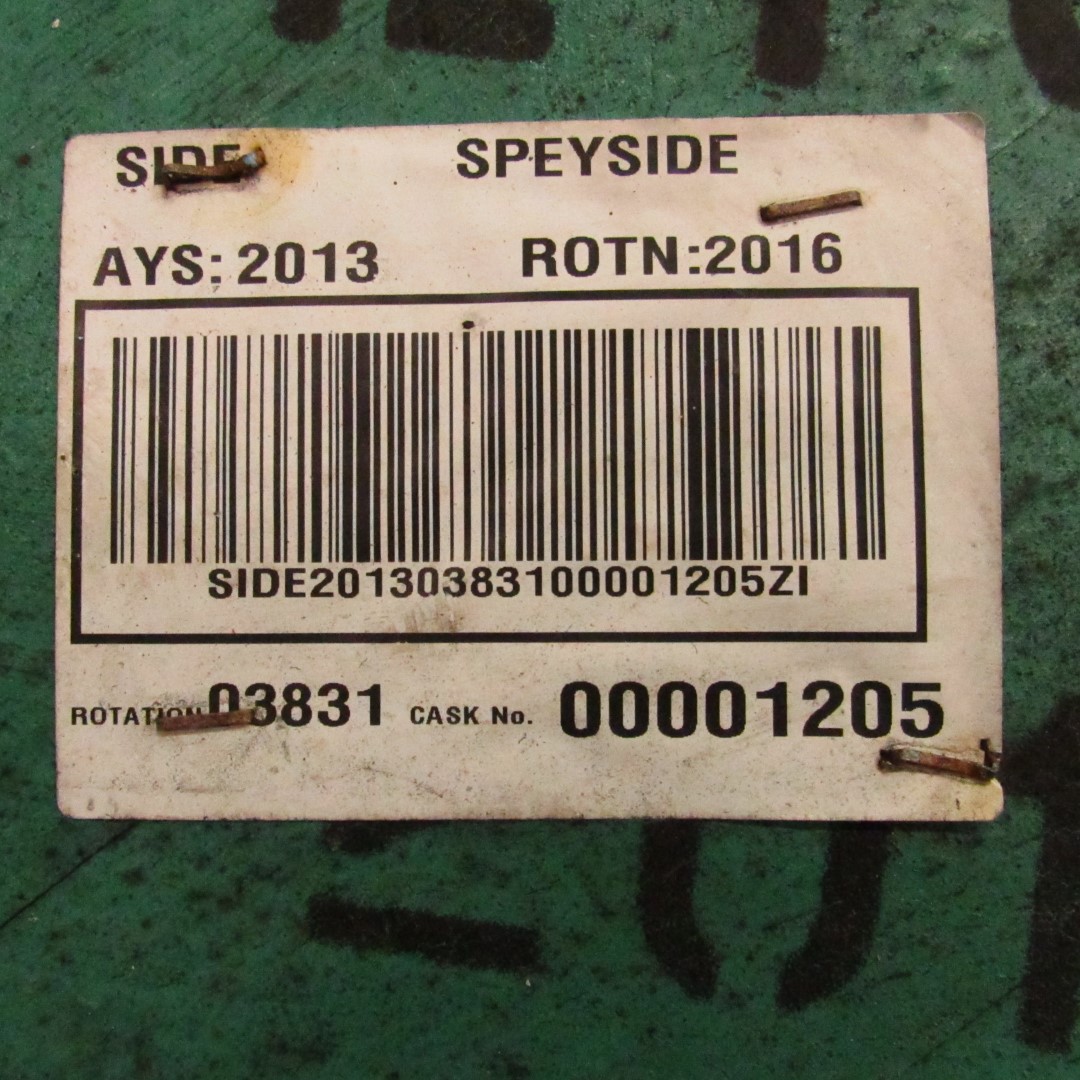 SIDE SPEYSIDE
AYS: 2013 ROTN:2016
SIDE20130383100001205ZI
ROTATION 03831 CASK No. 00001205